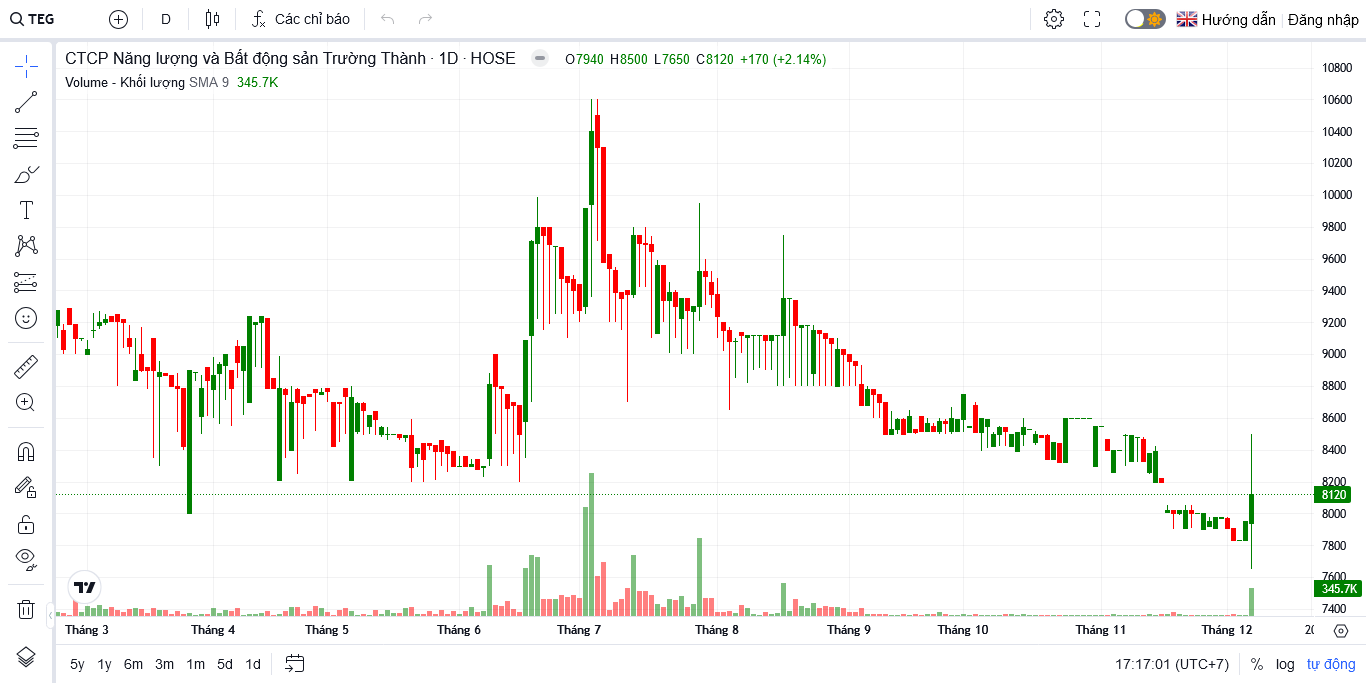 TEG
D
Các chỉ báo
Hướng dẫn
Đăng nhập
CTCP Năng lượng và Bất động sản Trường Thành · 1D · HOSE
O7940 H8500 L7650 C8120 +170 (+2.14%)
Volume - Khối lượng SMA 9 345.7K
10800
10600
10400
10200
10000
9800
9600
9400
9200
9000
8800
8600
8400
8200
8120
8000
7800
7600
345.7K
7400
Tháng 3 Tháng 4 Tháng 5 Tháng 6 Tháng 7 Tháng 8 Tháng 9 Tháng 10 Tháng 11 Tháng 12
5y 1y 6m 3m 1m 5d 1d
17:17:01 (UTC+7) % log tự động